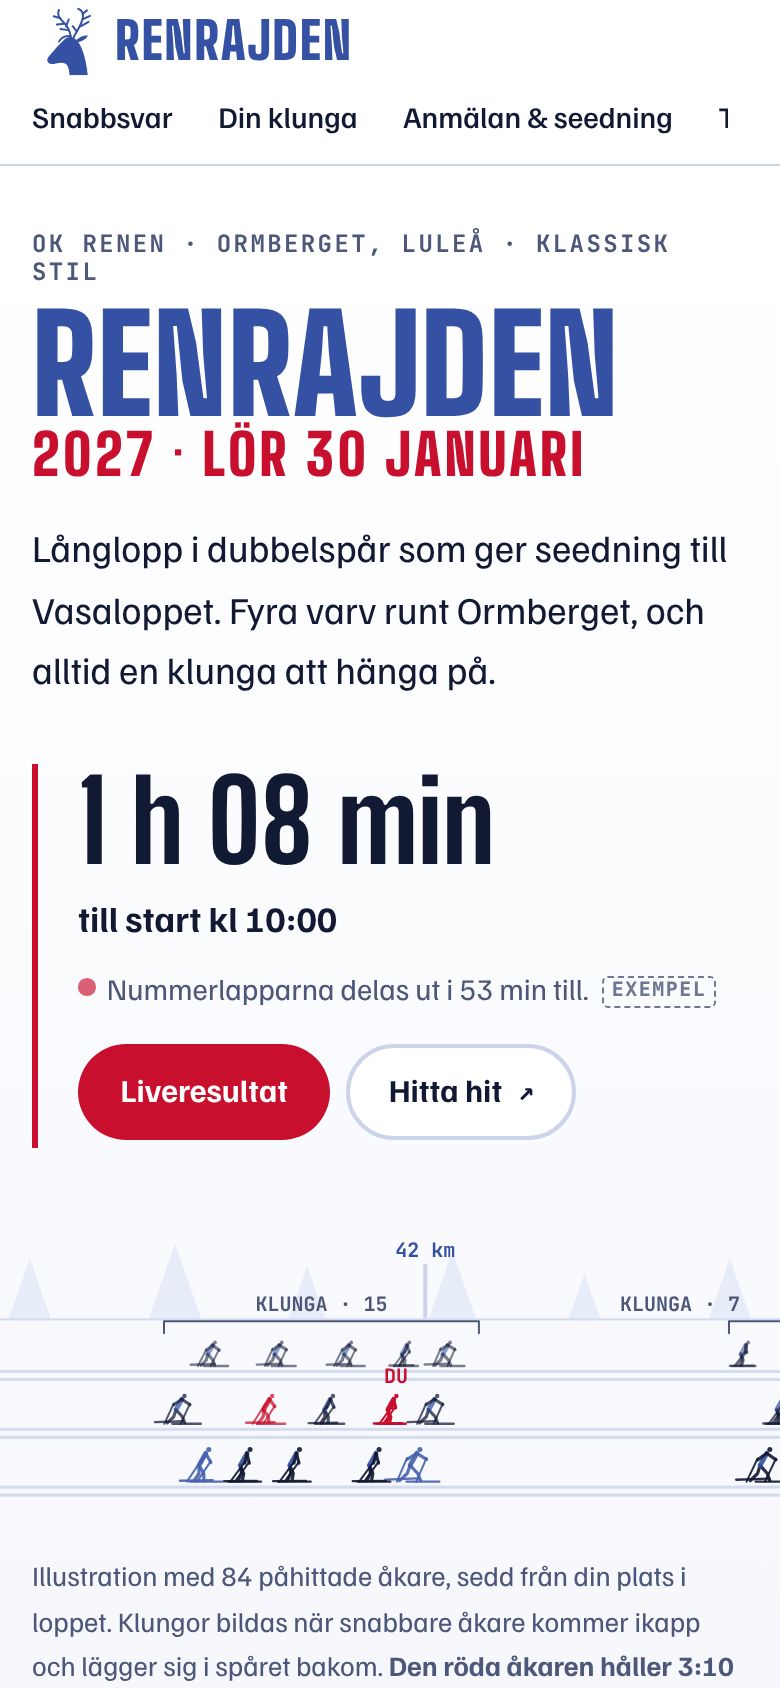 RENRAJDEN
Snabbsvar Din klunga Anmälan & seedning
OK RENEN · ORMBERGET, LULEÅ · KLASSISK
STIL
RENRAJDEN
2027 · LÖR 30 JANUARI
Långlopp i dubbelspår som ger seedning till
Vasaloppet. Fyra varv runt Ormberget, och
alltid en klunga att hänga på.
1 h 08 min
till start kl 10:00
Nummerlapparna delas ut i 53 min till. EXEMPEL
Liveresultat Hitta hit ↗
42 km
KLUNGA · 15 KLUNGA · 7
DU
Illustration med 84 påhittade åkare, sedd från din plats i
loppet. Klungor bildas när snabbare åkare kommer ikapp
och lägger sig i spåret bakom. Den röda åkaren håller 3:10